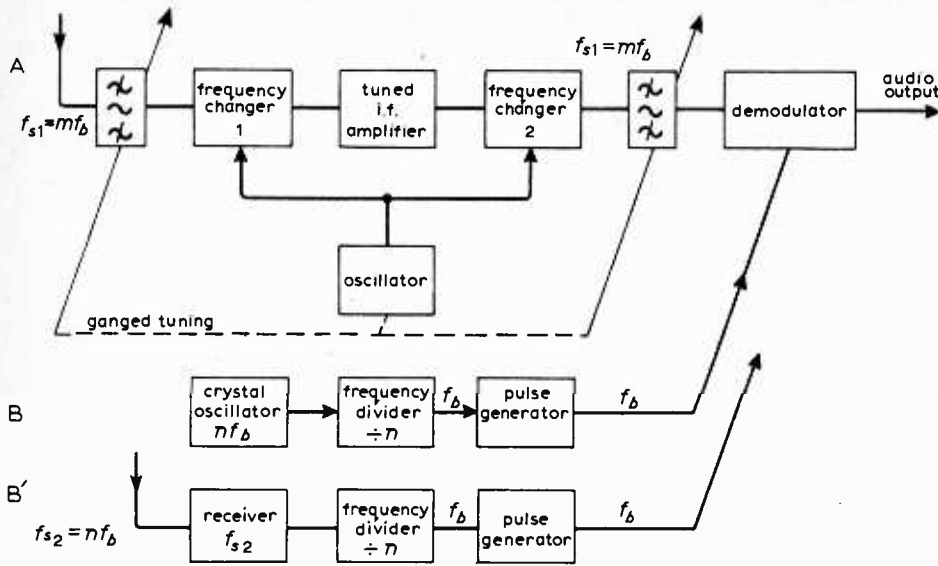 A
f_s1 = mf_b
frequency
changer
1
tuned
i.f.
amplifier
frequency
changer
2
f_s1 = mf_b
demodulator
audio
output
oscillator
ganged tuning
B
crystal
oscillator
nf_b
frequency
divider
÷n
f_b
pulse
generator
f_b
B′
f_s2 = nf_b
receiver
f_s2
frequency
divider
÷n
f_b
pulse
generator
f_b